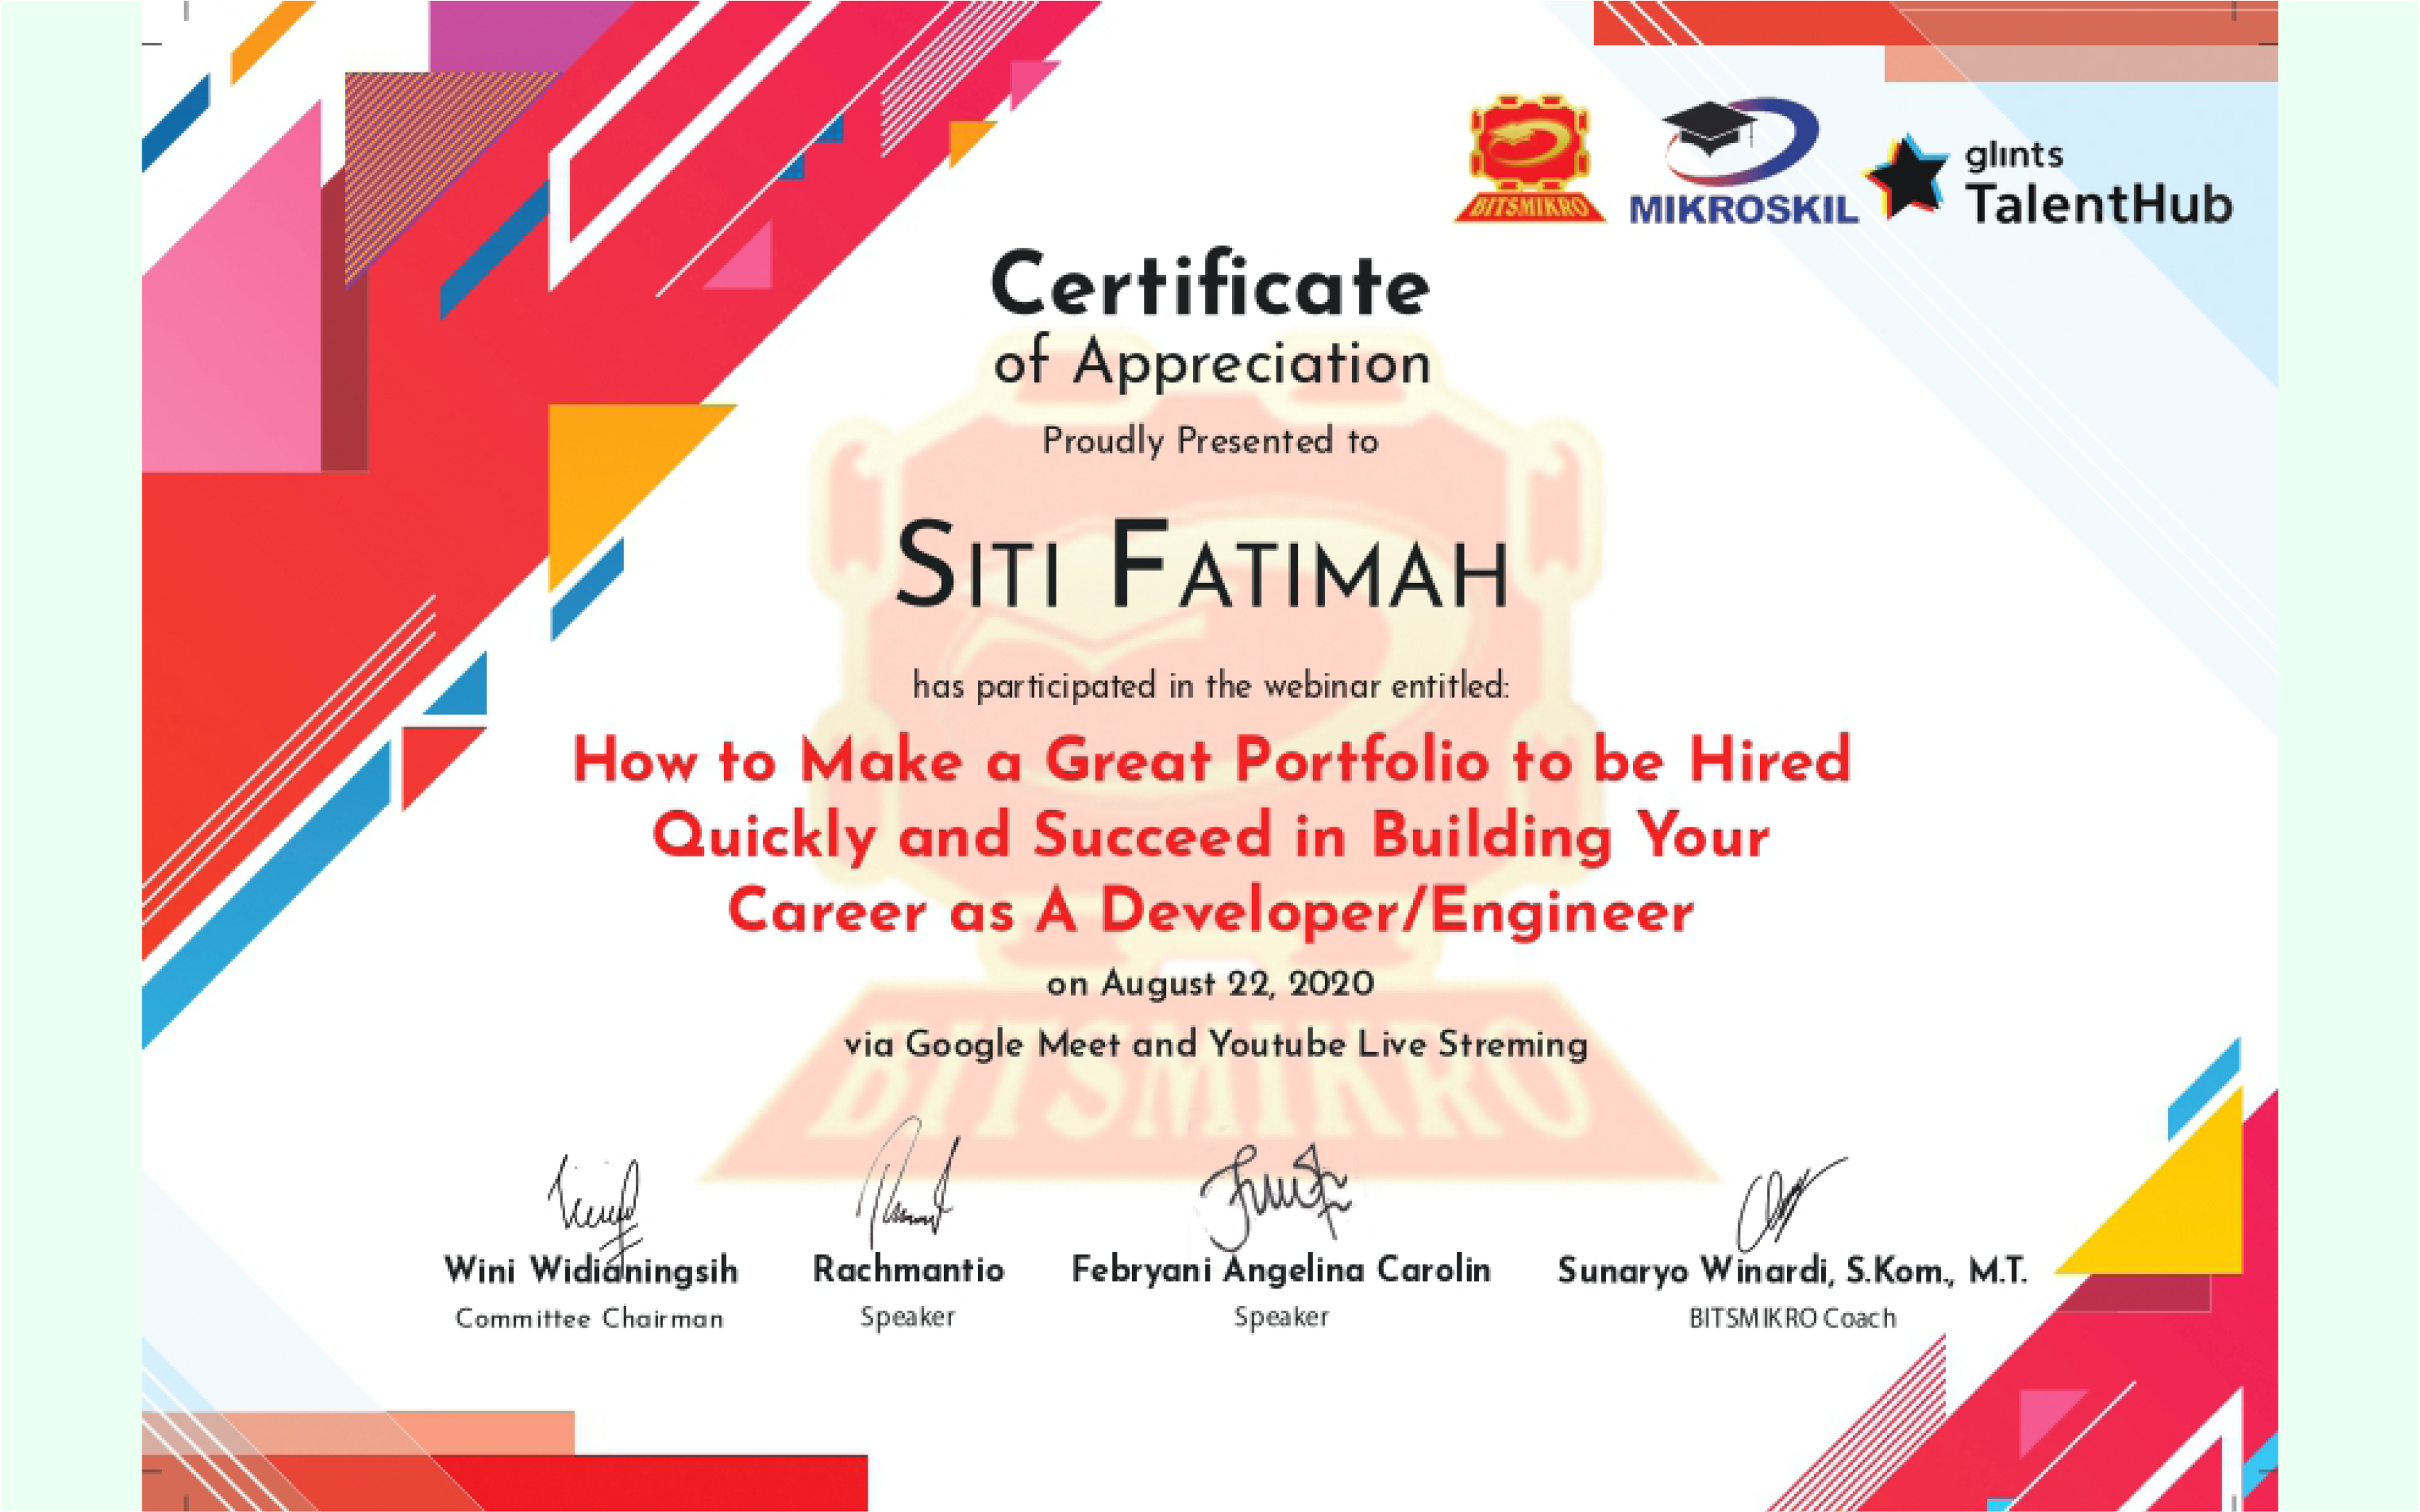 BITSMIKRO
MIKROSKIL
glints
TalentHub
Certificate
of Appreciation
Proudly Presented to
SITI FATIMAH
has participated in the webinar entitled:
How to Make a Great Portfolio to be Hired
Quickly and Succeed in Building Your
Career as A Developer/Engineer
on August 22, 2020
via Google Meet and Youtube Live Streming
BITSMIKRO
Wini Widianingsih
Committee Chairman
Rachmantio
Speaker
Febryani Angelina Carolin
Speaker
Sunaryo Winardi, S.Kom., M.T.
BITSMIKRO Coach